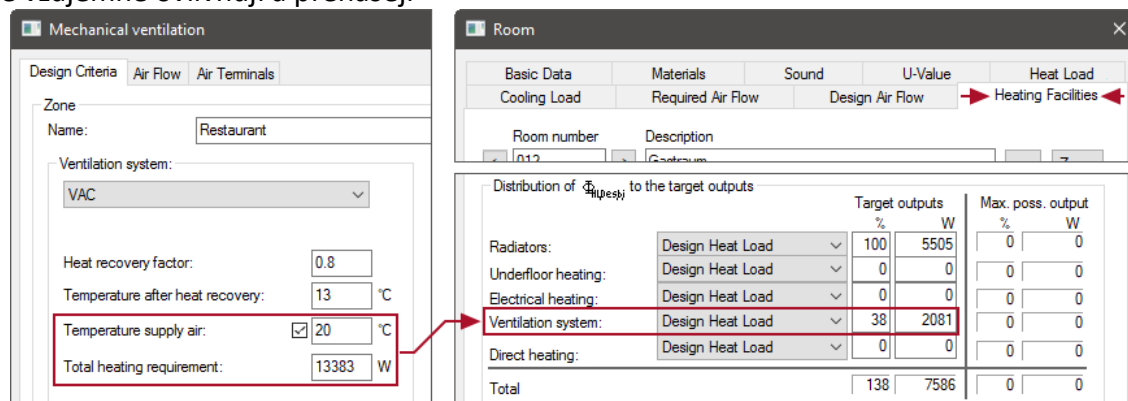 Mechanical ventilation
Design Criteria Air Flow Air Terminals
Zone
Name: Restaurant
Ventilation system:
VAC
Heat recovery factor: 0.8
Temperature after heat recovery: 13 °C
Temperature supply air: 20 °C
Total heating requirement: 13383 W
Room
Basic Data Materials Sound U-Value Heat Load
Cooling Load Required Air Flow Design Air Flow Heating Facilities
Room number Description
012 Gastraum
Distribution of to the target outputs
Target outputs Max. poss. output
% W % W
Radiators: Design Heat Load 100 5505 0 0
Underfloor heating: Design Heat Load 0 0 0 0
Electrical heating: Design Heat Load 0 0 0 0
Ventilation system: Design Heat Load 38 2081 0 0
Direct heating: Design Heat Load 0 0 0 0
Total 138 7586 0 0